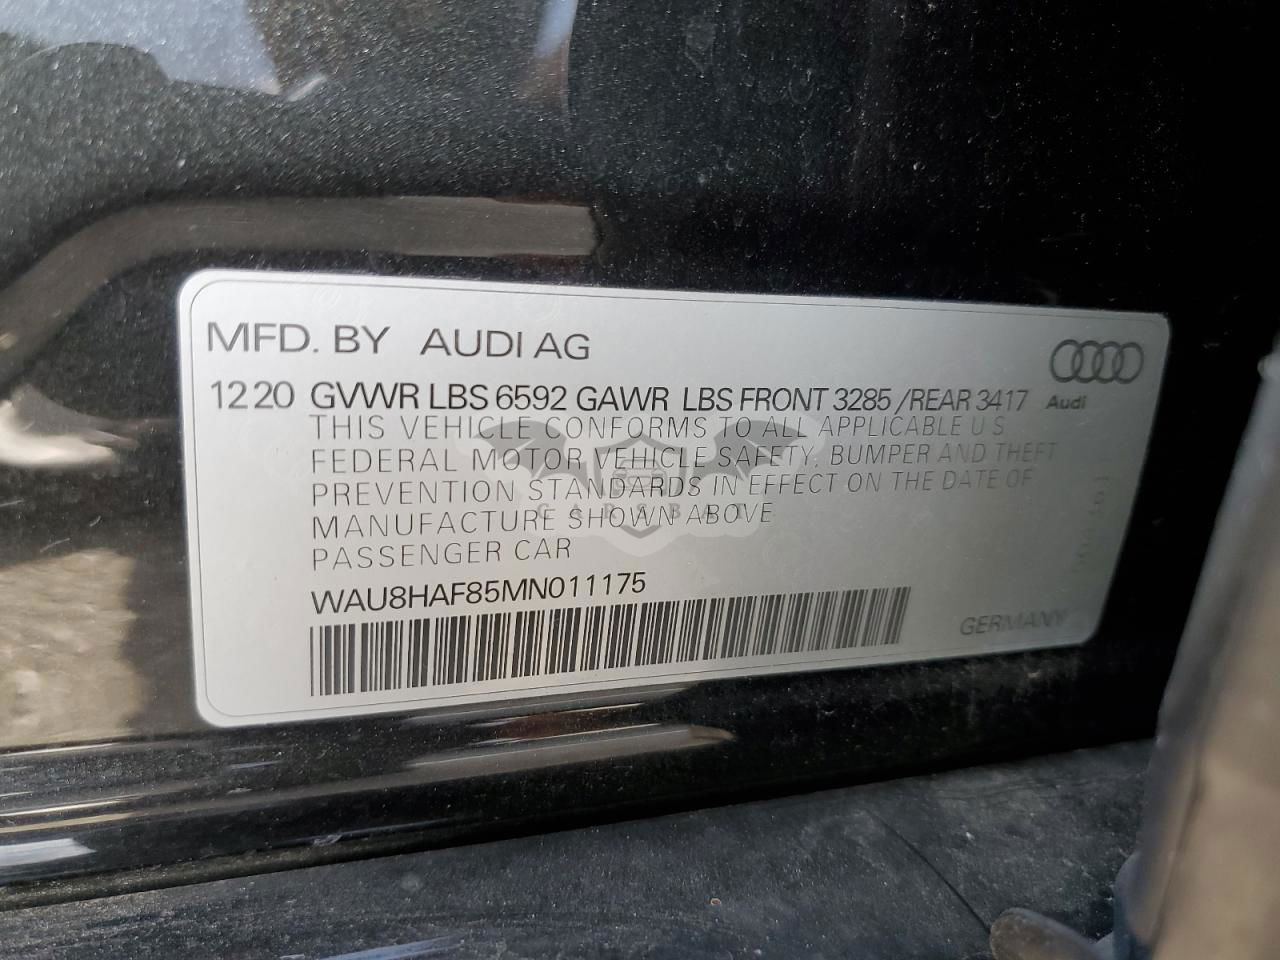 MFD. BY AUDI AG
12 20 GVWR LBS 6592 GAWR LBS FRONT 3285 / REAR 3417 Audi
THIS VEHICLE CONFORMS TO ALL APPLICABLE U S
FEDERAL MOTOR VEHICLE SAFETY, BUMPER AND THEFT
PREVENTION STANDARDS IN EFFECT ON THE DATE OF
CARSBAT
MANUFACTURE SHOWN ABOVE
PASSENGER CAR
WAU8HAF85MN011175
GERMANY